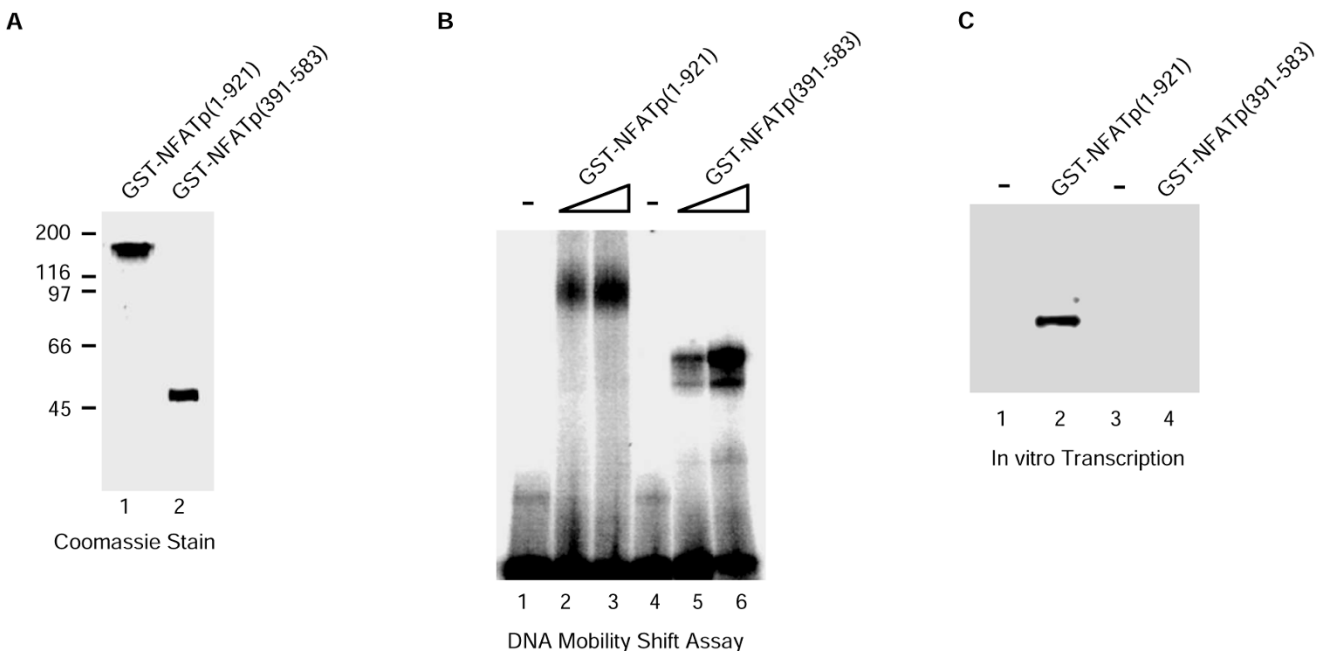 A
GST-NFATp(1-921)
GST-NFATp(391-583)
200
116
97
66
45
1 2
Coomassie Stain
B
GST-NFATp(1-921)
GST-NFATp(391-583)
- -
1 2 3 4 5 6
DNA Mobility Shift Assay
C
GST-NFATp(1-921)
GST-NFATp(391-583)
- -
1 2 3 4
In vitro Transcription